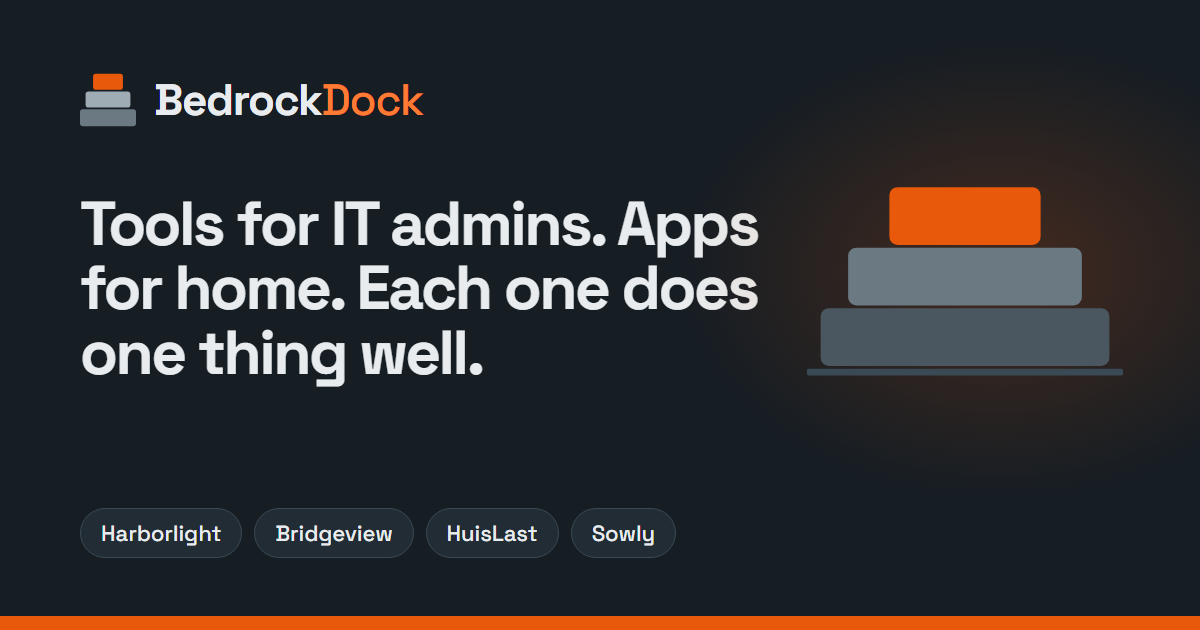 BedrockDock
Tools for IT admins. Apps
for home. Each one does
one thing well.
Harborlight
Bridgeview
HuisLast
Sowly